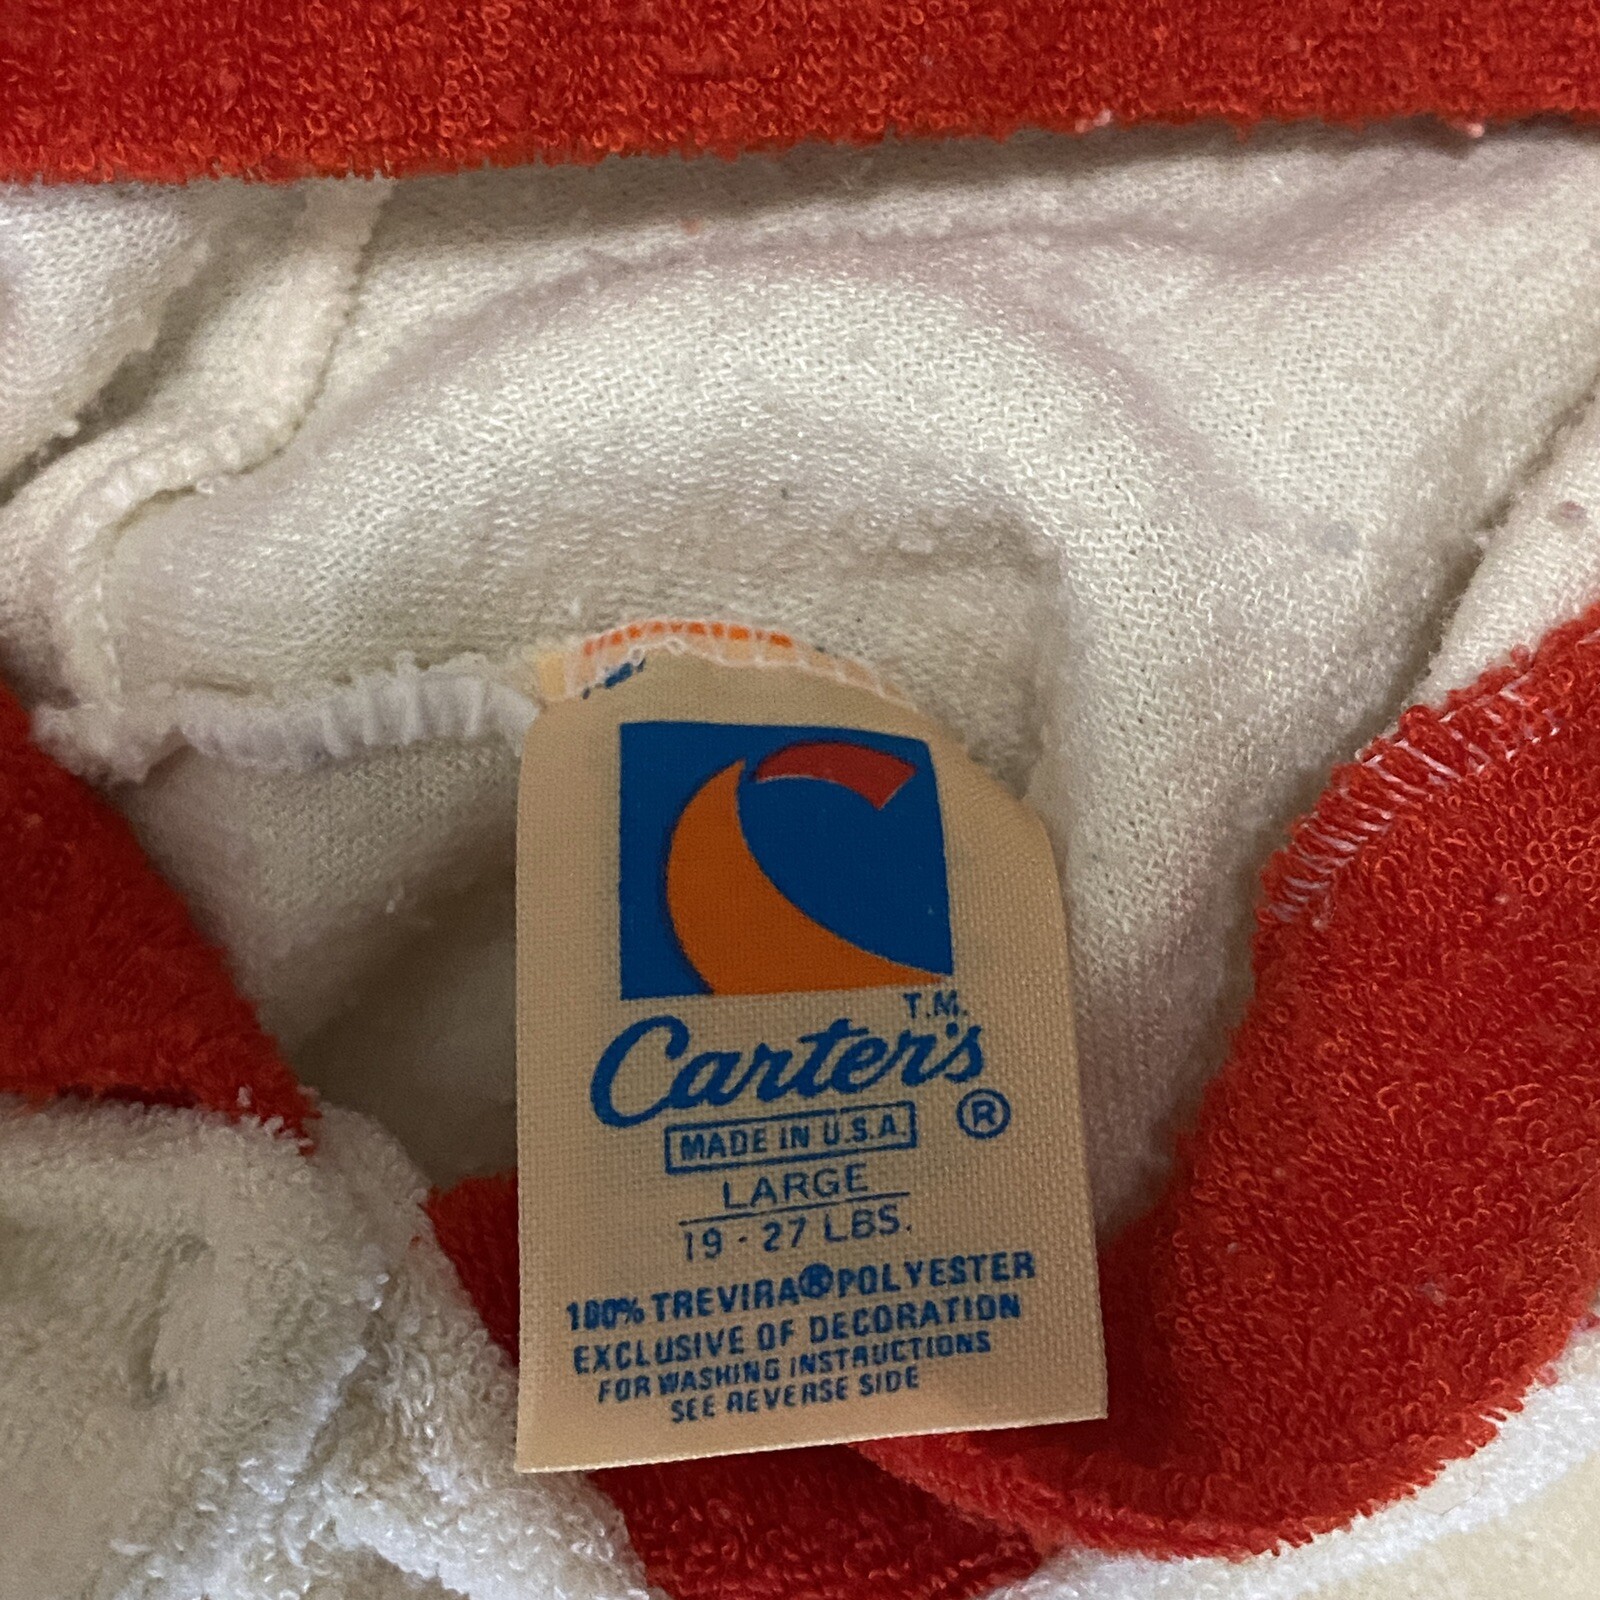 T.M.
Carter's ®
MADE IN U.S.A.
LARGE
19 - 27 LBS.
100% TREVIRA® POLYESTER
EXCLUSIVE OF DECORATION
FOR WASHING INSTRUCTIONS
SEE REVERSE SIDE